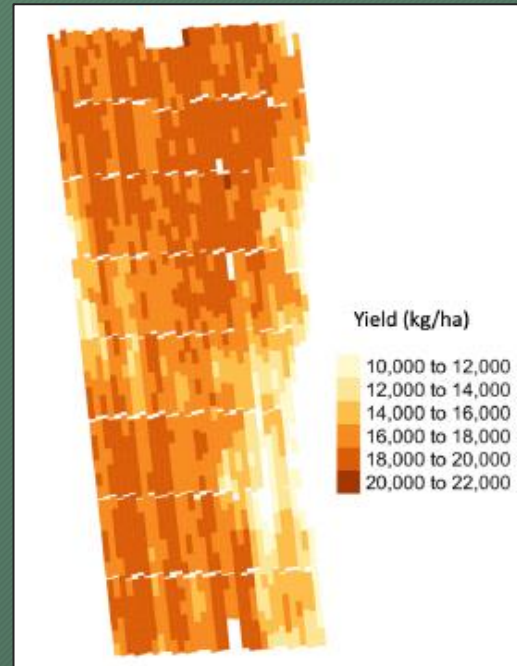 Yield (kg/ha)
10,000 to 12,000
12,000 to 14,000
14,000 to 16,000
16,000 to 18,000
18,000 to 20,000
20,000 to 22,000